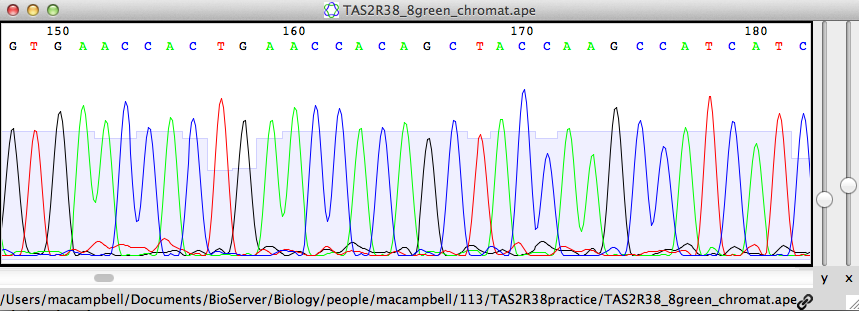 TAS2R38_8green_chromat.ape
150 160 170 180
G T G A A C C A C T G A A C C A C A G C T A C C A A G C C A T C A T C
y x
/Users/macampbell/Documents/BioServer/Biology/people/macampbell/113/TAS2R38practice/TAS2R38_8green_chromat.ape